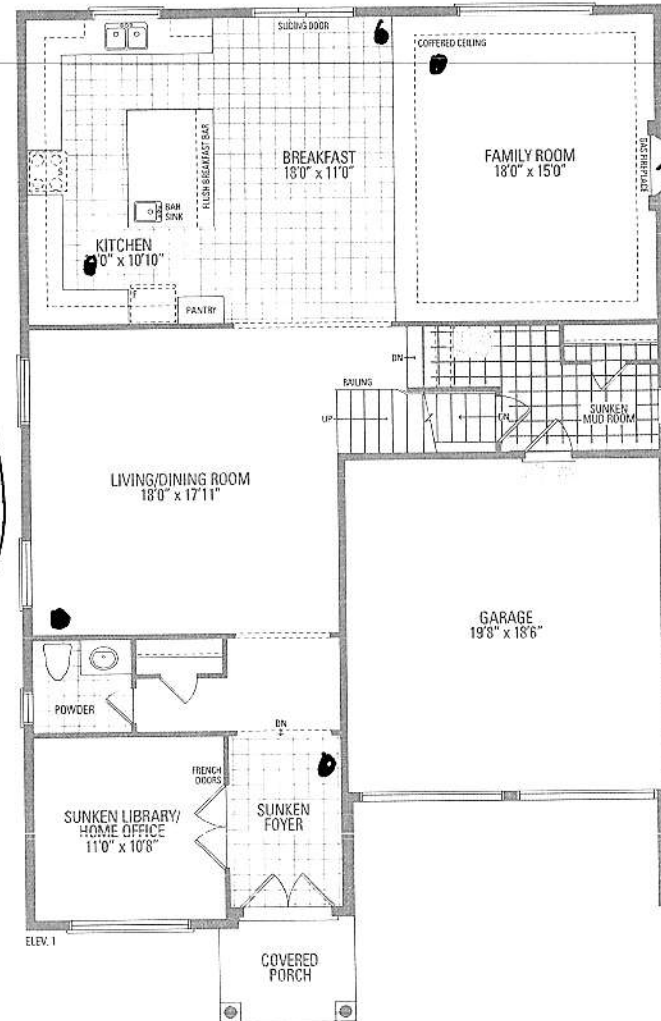 SLIDING DOOR
COFFERED CEILING
BREAKFAST
18'0" x 11'0"
FAMILY ROOM
18'0" x 15'0"
GAS FIREPLACE
FLUSH BREAKFAST BAR
BAR
SINK
KITCHEN
0" x 10'10"
F
PANTRY
DN
RAILING
UP
DN
SUNKEN
MUD ROOM
LIVING/DINING ROOM
18'0" x 17'11"
GARAGE
19'8" x 18'6"
POWDER
DN
FRENCH
DOORS
SUNKEN LIBRARY/
HOME OFFICE
11'0" x 10'8"
SUNKEN
FOYER
ELEV. 1
COVERED
PORCH